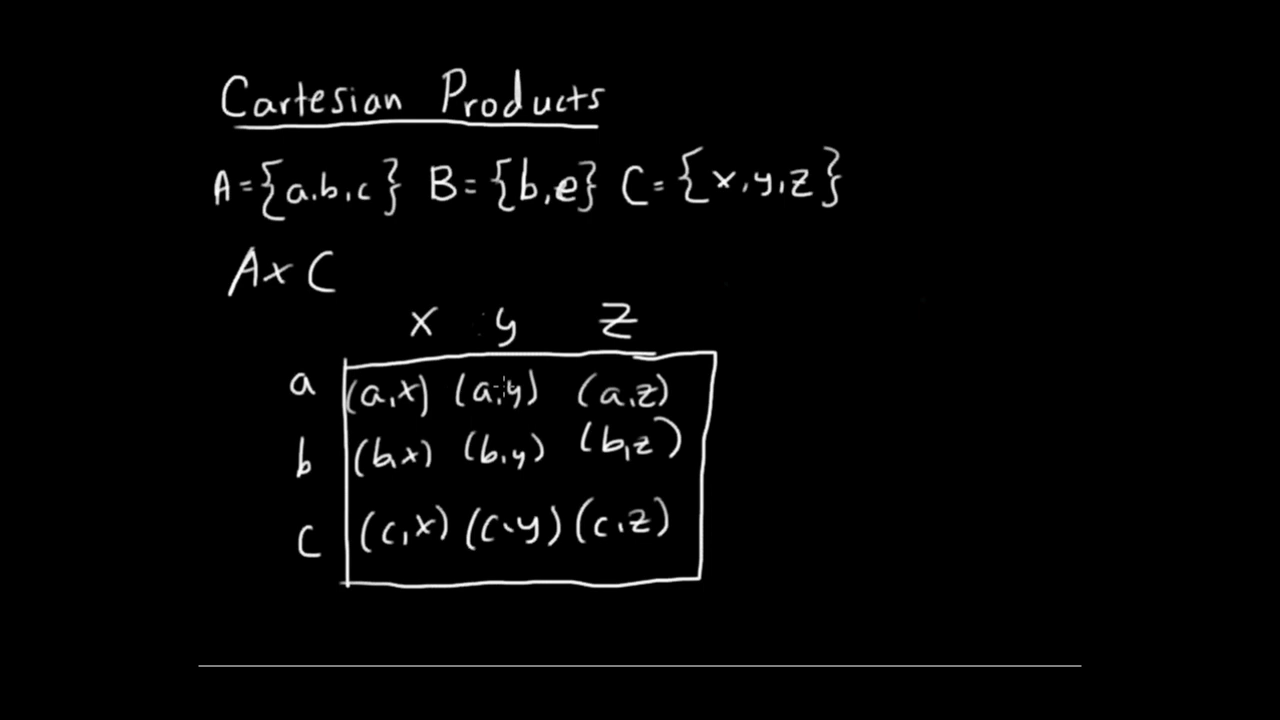 Cartesian Products
A={a,b,c} B={b,e} C={x,y,z}
A×C
x y z
a (a,x) (a,y) (a,z)
b (b,x) (b,y) (b,z)
c (c,x) (c,y) (c,z)